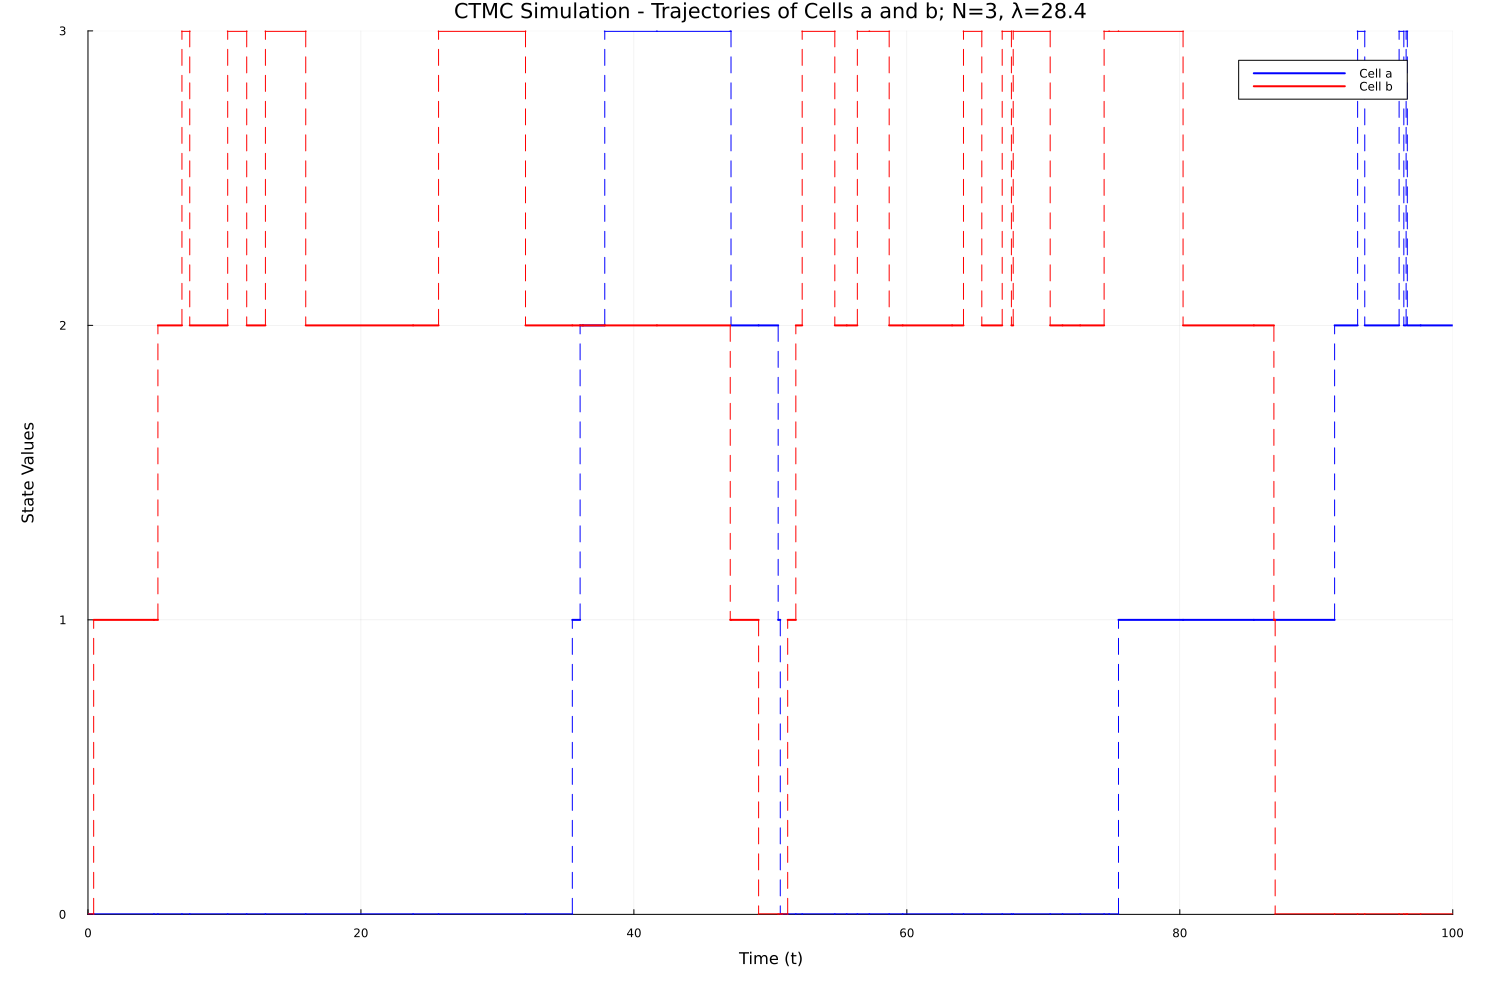 CTMC Simulation - Trajectories of Cells a and b; N=3, λ=28.4
3
Cell a
Cell b
2
State Values
1
0
0 20 40 60 80 100
Time (t)